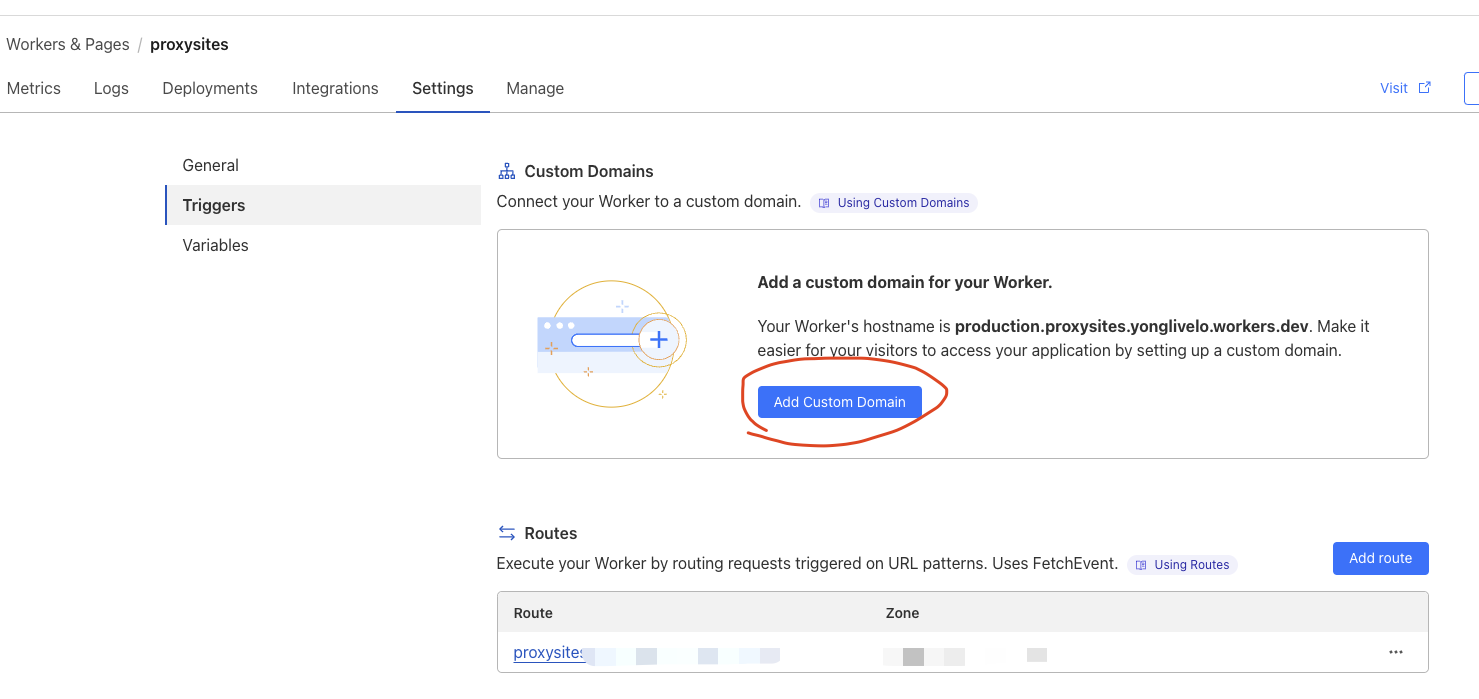 Workers & Pages / proxysites
Metrics Logs Deployments Integrations Settings Manage Visit
General
Triggers
Variables
Custom Domains
Connect your Worker to a custom domain. Using Custom Domains
Add a custom domain for your Worker.
Your Worker's hostname is production.proxysites.yonglivelo.workers.dev. Make it
easier for your visitors to access your application by setting up a custom domain.
Add Custom Domain
Routes
Execute your Worker by routing requests triggered on URL patterns. Uses FetchEvent. Using Routes
Add route
Route Zone
proxysites